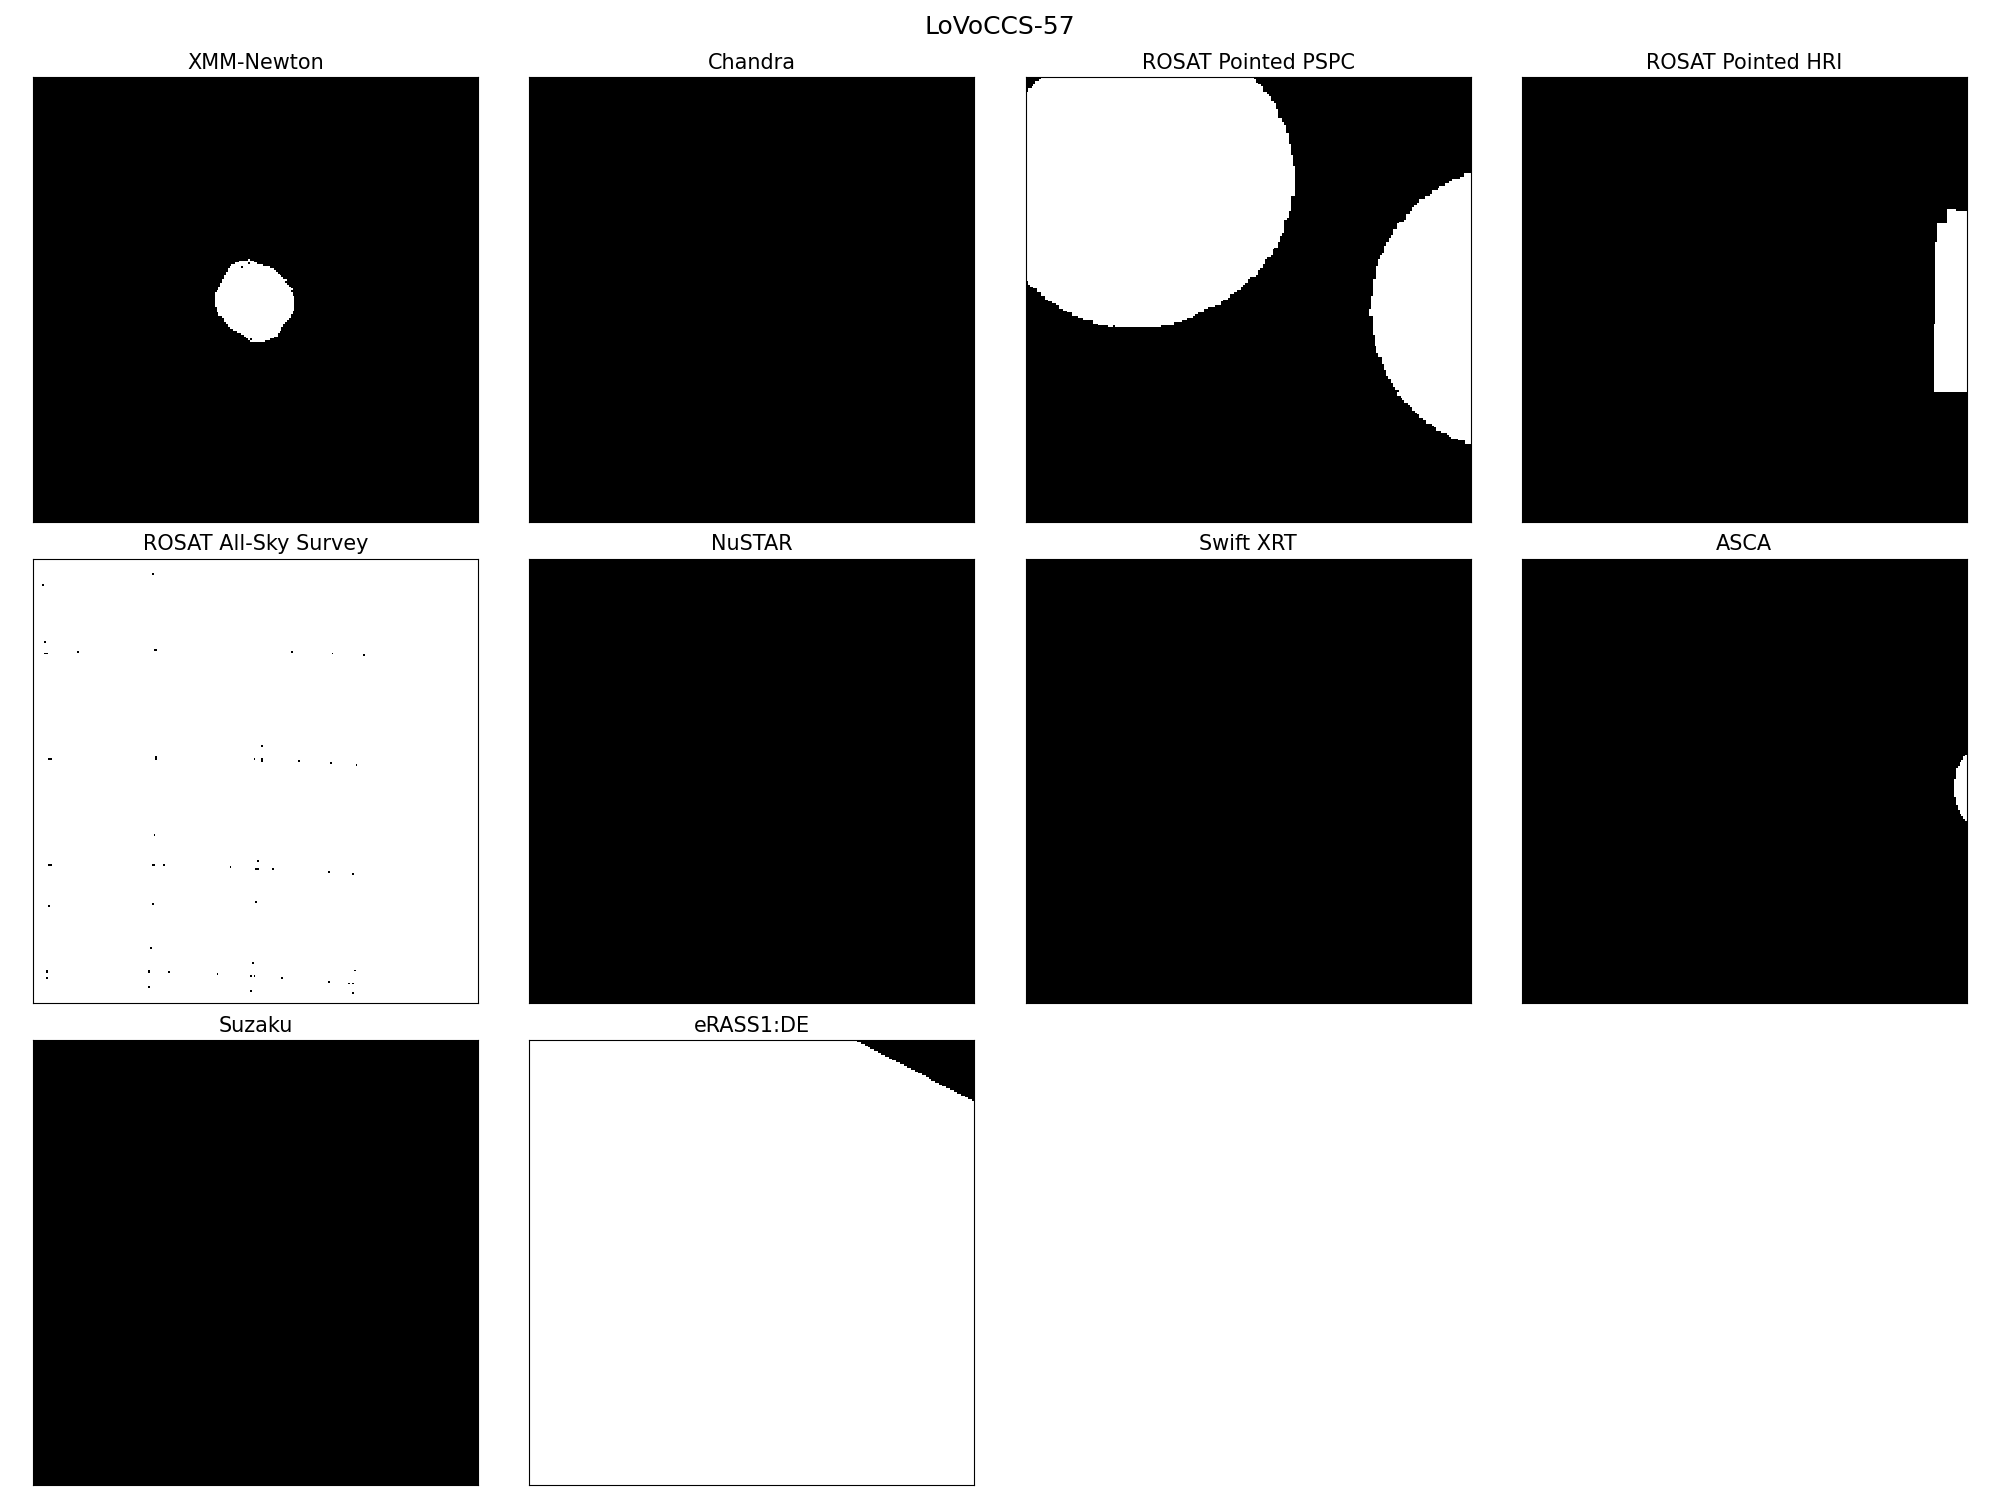 LoVoCCS-57
XMM-Newton
Chandra
ROSAT Pointed PSPC
ROSAT Pointed HRI
ROSAT All-Sky Survey
NuSTAR
Swift XRT
ASCA
Suzaku
eRASS1:DE